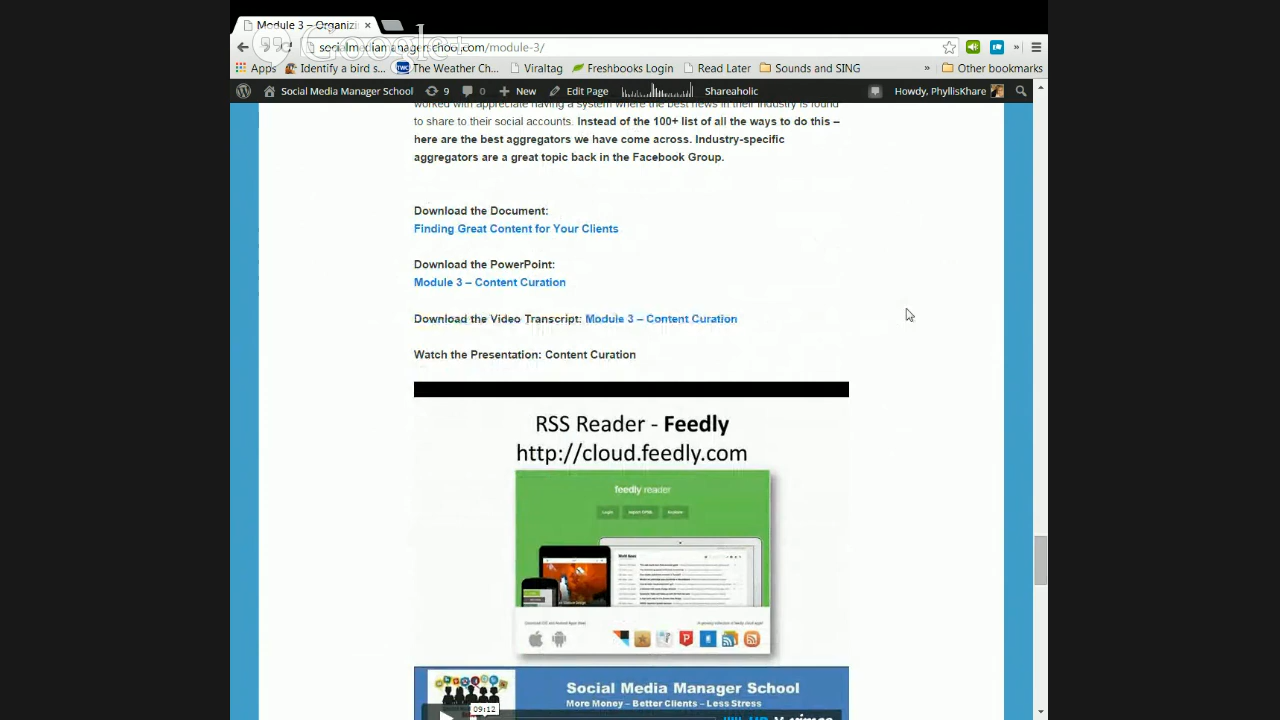 Module 3 – Organizi
Google+
socialmediamanagerschool.com/module-3/
Apps Identify a bird s... The Weather Ch... Viraltag Freshbooks Login Read Later Sounds and SING » Other bookmarks
Social Media Manager School 9 0 New Edit Page Shareaholic Howdy, PhyllisKhare
worked with appreciate having a system where the best news in their industry is found
to share to their social accounts. Instead of the 100+ list of all the ways to do this –
here are the best aggregators we have come across. Industry-specific
aggregators are a great topic back in the Facebook Group.
Download the Document:
Finding Great Content for Your Clients
Download the PowerPoint:
Module 3 – Content Curation
Download the Video Transcript: Module 3 – Content Curation
Watch the Presentation: Content Curation
RSS Reader - Feedly
http://cloud.feedly.com
feedly reader
Login Import OPML
Social Media Manager School
More Money – Better Clients – Less Stress
09:12
HD vimeo